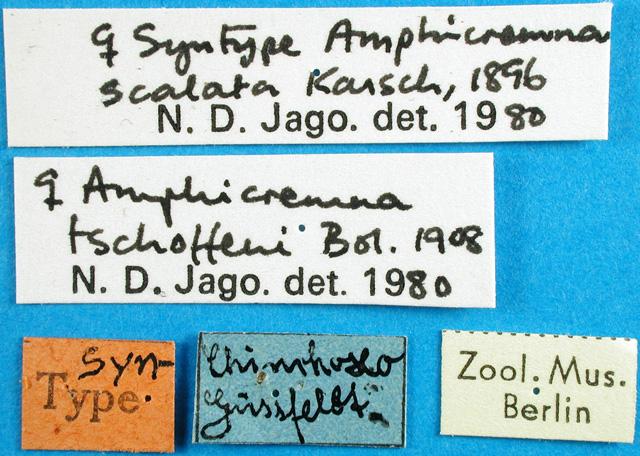 ♀ Syntype Amphicremna
scalata Karsch, 1896
N. D. Jago. det. 1980
♀ Amphicremna
tschoffeni Bol. 1908
N. D. Jago. det. 1980
Syn-
Type.
Chinchoxo
Güssfeldt.
Zool. Mus.
Berlin